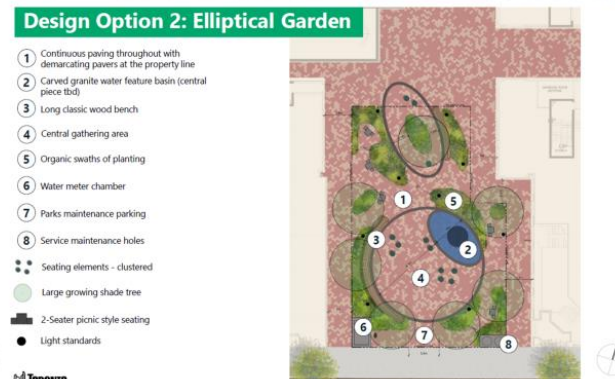 Design Option 2: Elliptical Garden
1 Continuous paving throughout with
demarcating pavers at the property line
2 Carved granite water feature basin (central
piece tbd)
3 Long classic wood bench
4 Central gathering area
5 Organic swaths of planting
6 Water meter chamber
7 Parks maintenance parking
8 Service maintenance holes
Seating elements - clustered
Large growing shade tree
2-Seater picnic style seating
Light standards
1
5
3
2
4
6
7
8
Toronto